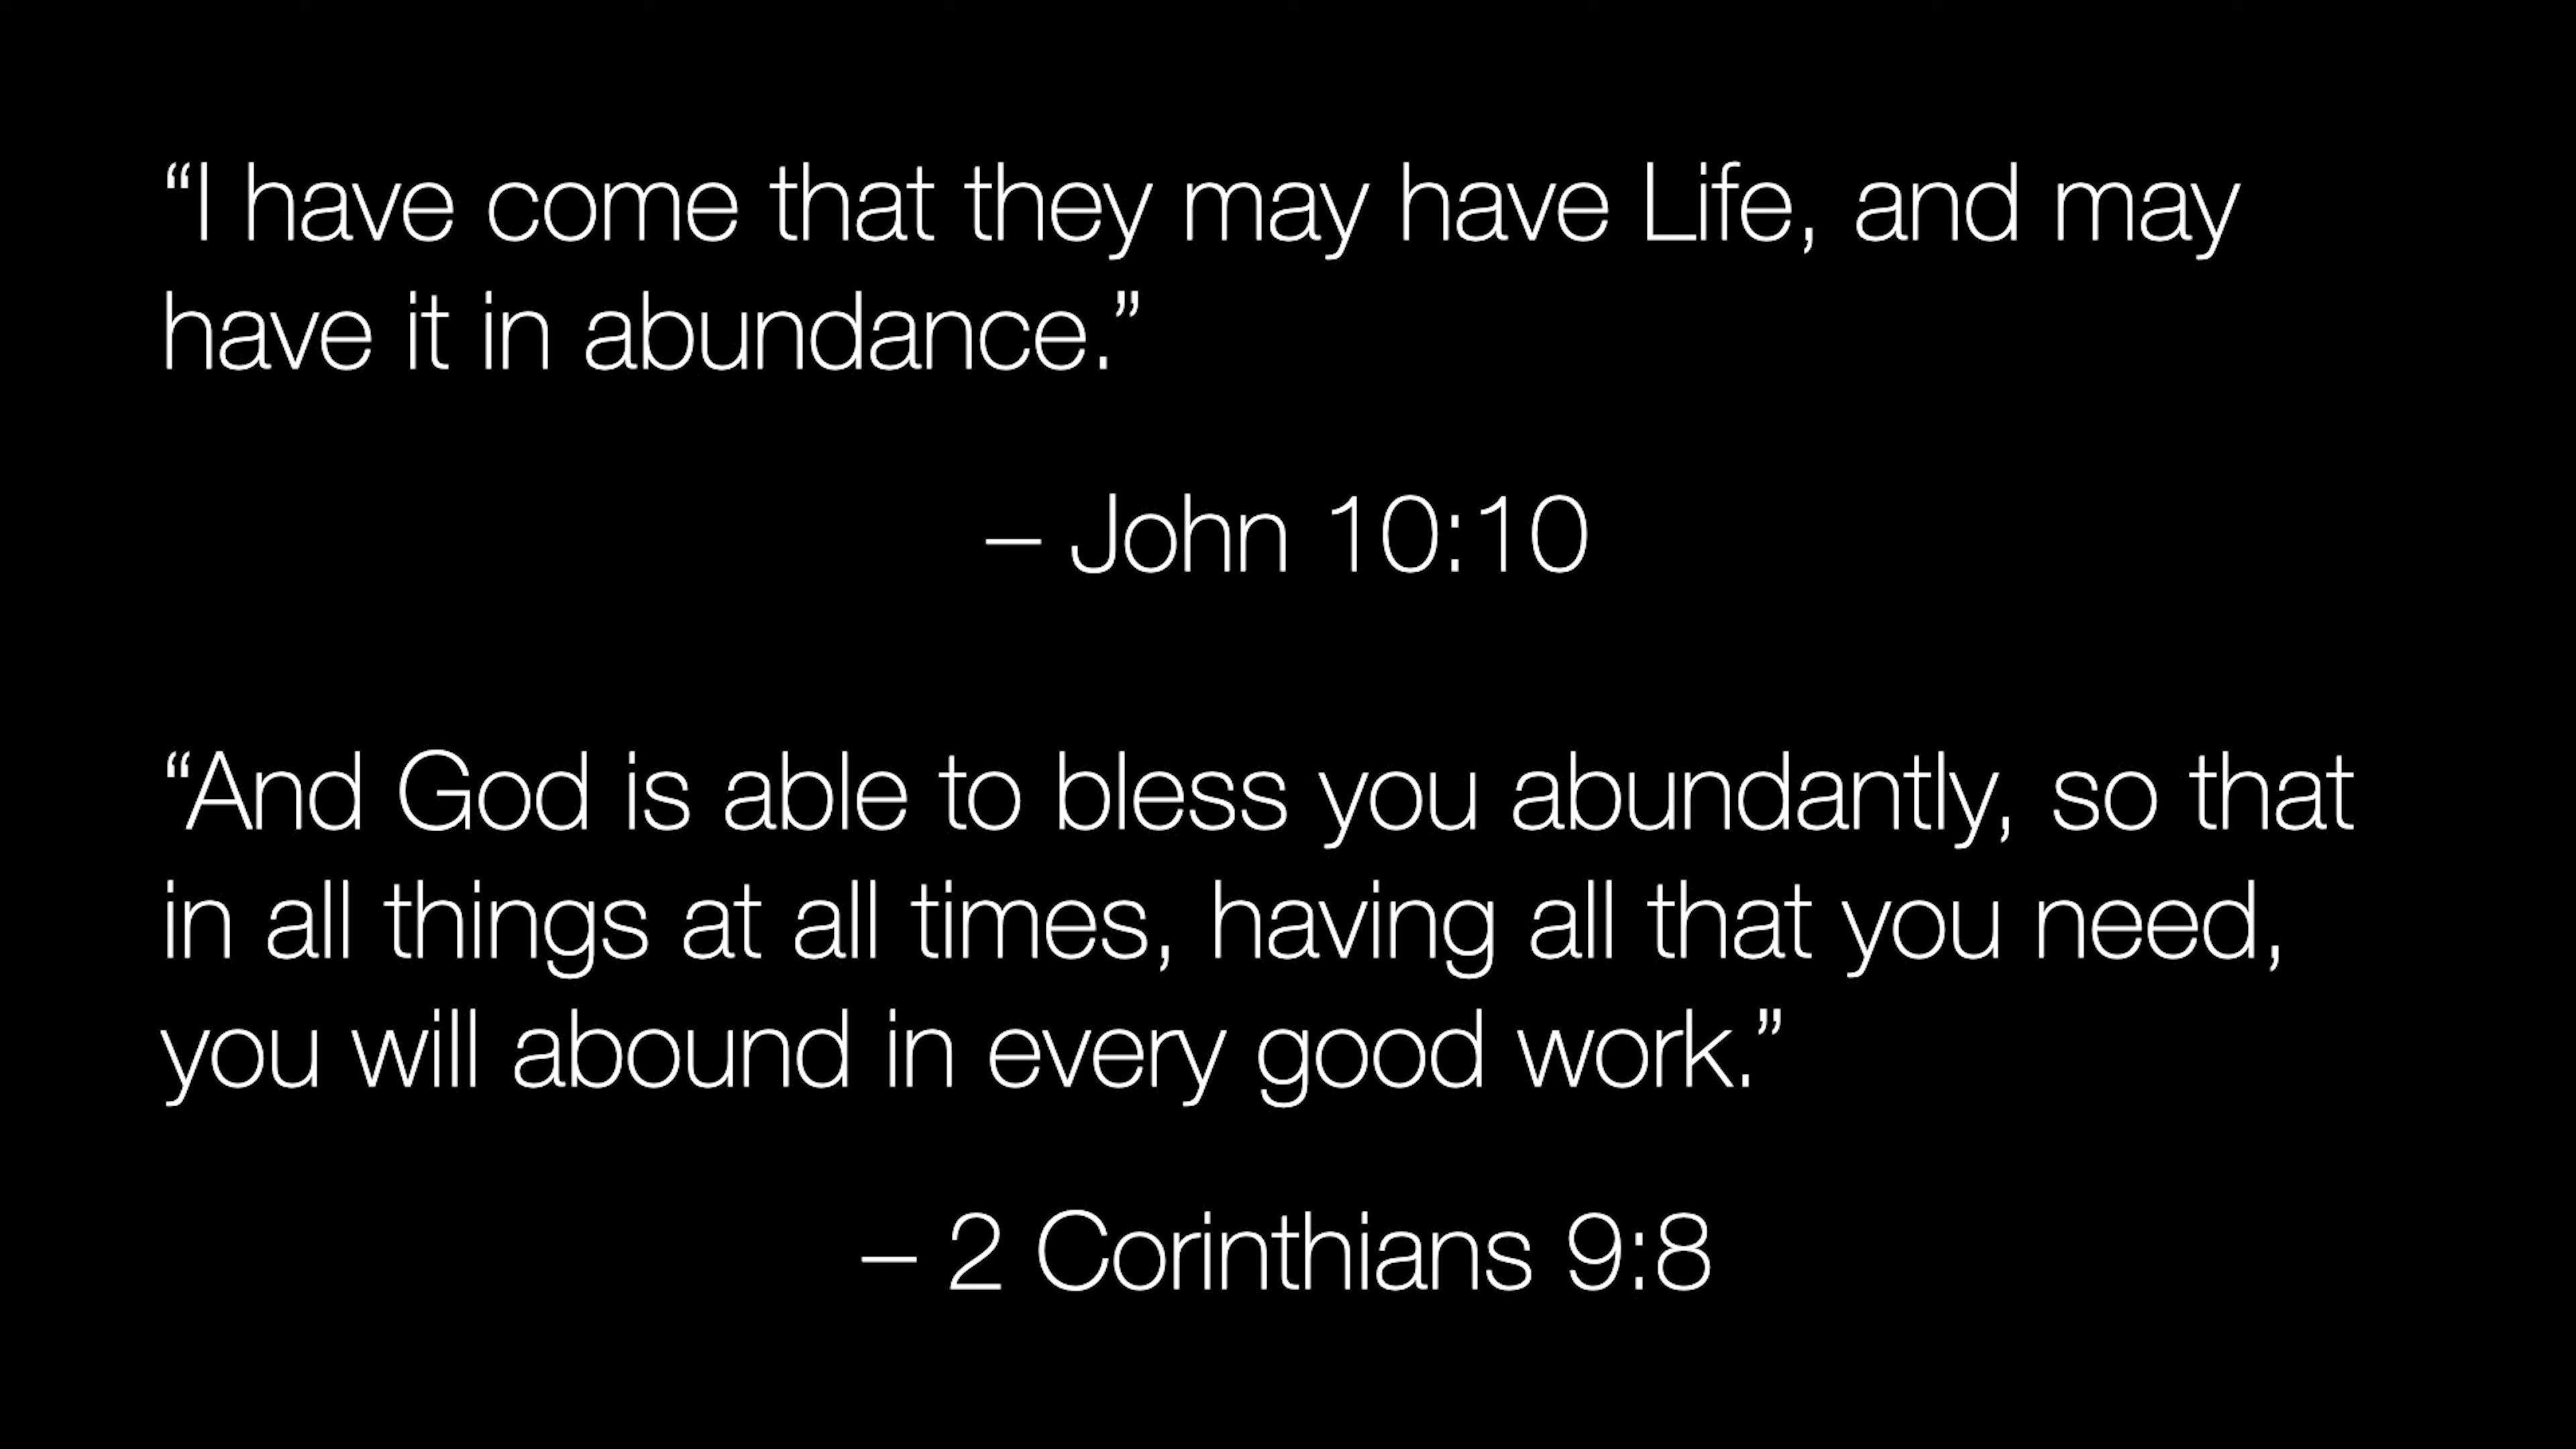 “I have come that they may have Life, and may
have it in abundance.”
– John 10:10
“And God is able to bless you abundantly, so that
in all things at all times, having all that you need,
you will abound in every good work.”
– 2 Corinthians 9:8